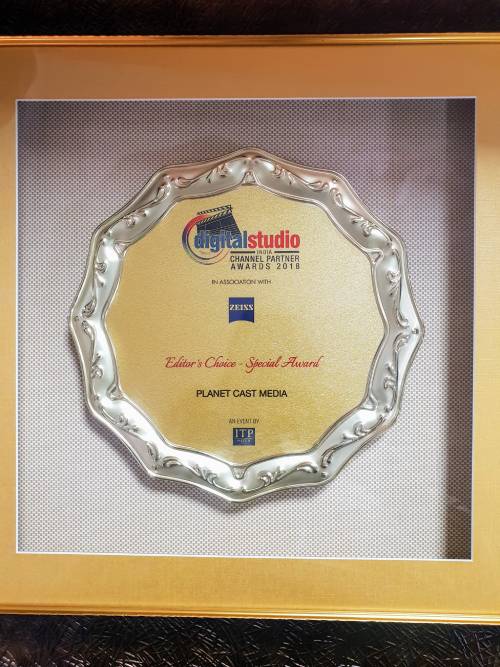 digitalstudio
INDIA
CHANNEL PARTNER
AWARDS 2018
IN ASSOCIATION WITH
ZEISS
Editor's Choice - Special Award
PLANET CAST MEDIA
AN EVENT BY
ITP